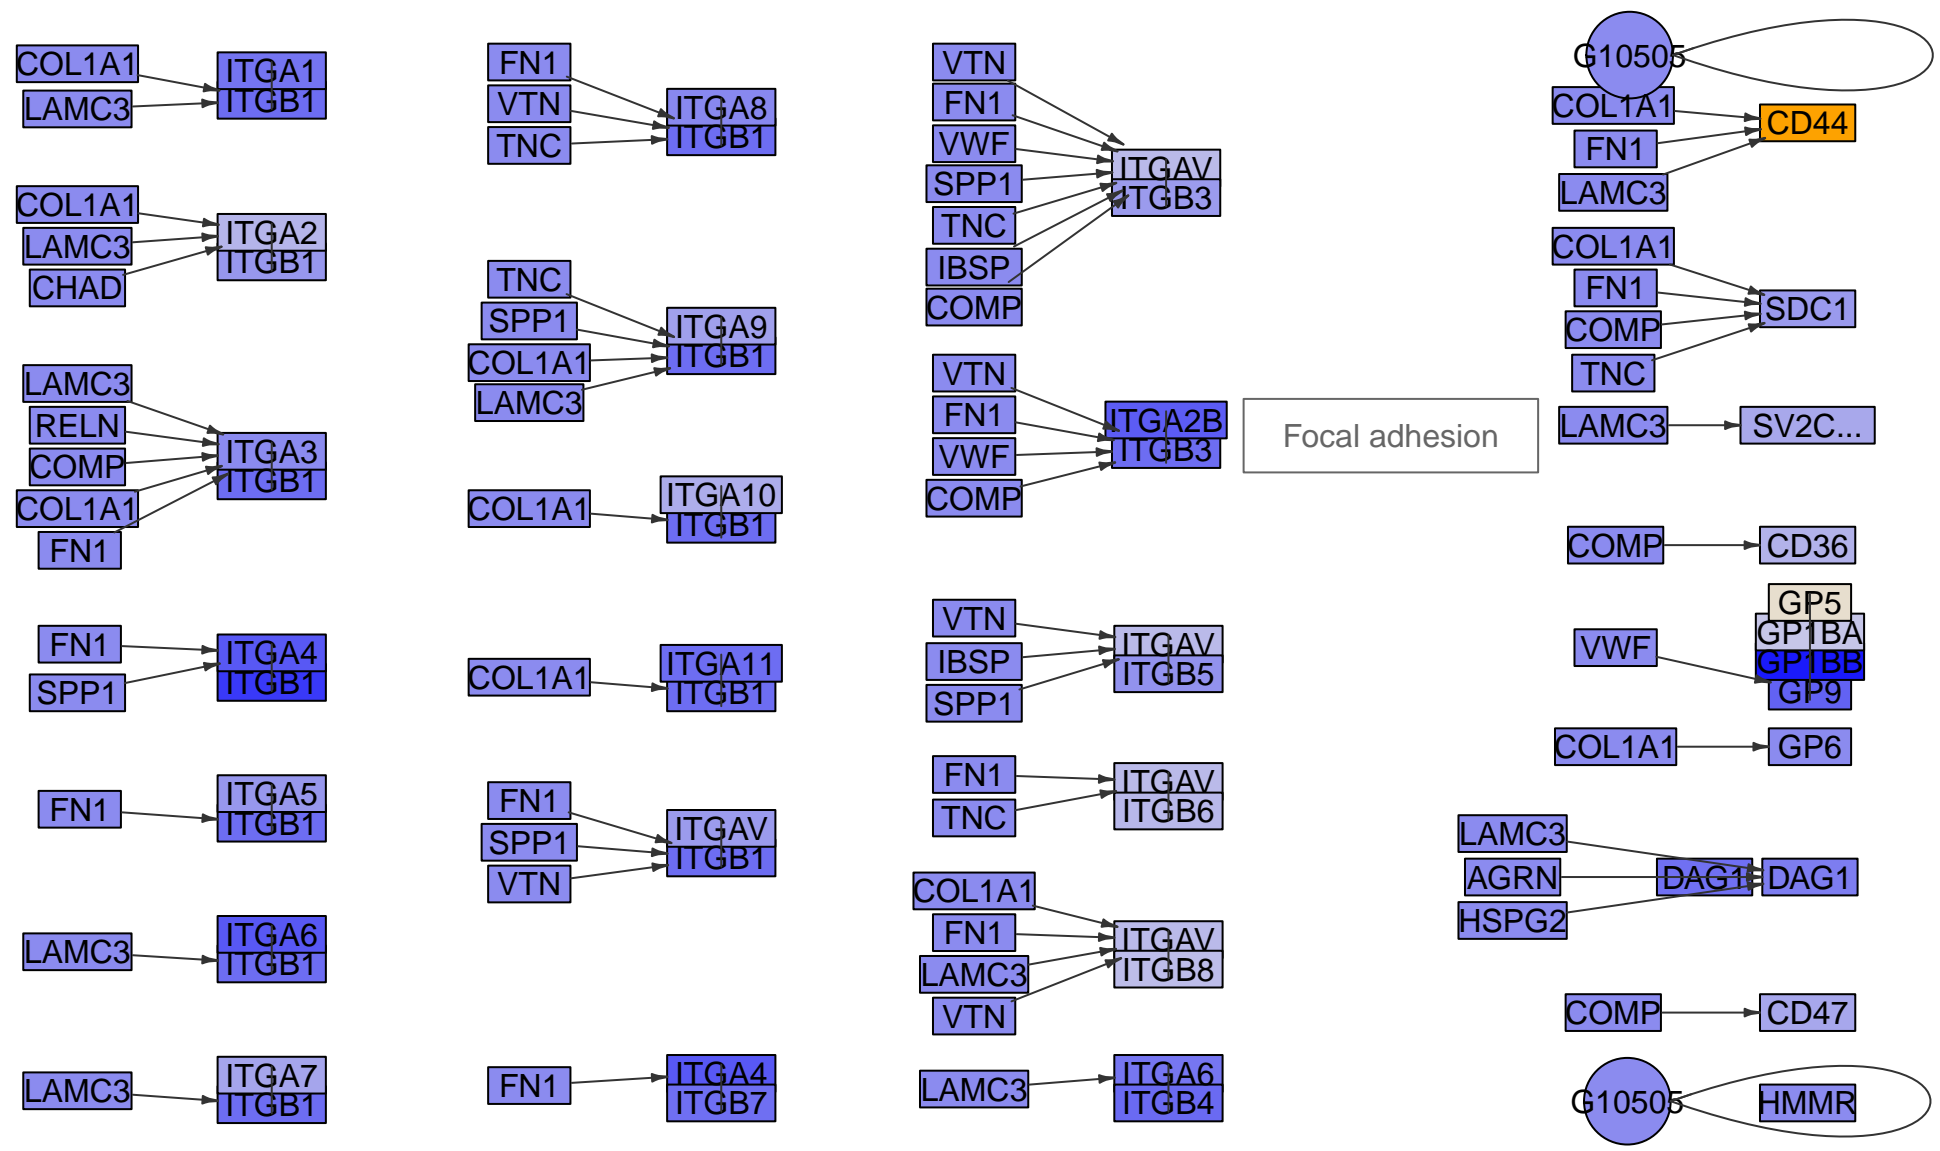 COL1A1
LAMC3
ITGA1
ITGB1
COL1A1
LAMC3
CHAD
ITGA2
ITGB1
LAMC3
RELN
COMP
COL1A1
FN1
ITGA3
ITGB1
FN1
SPP1
ITGA4
ITGB1
FN1
ITGA5
ITGB1
LAMC3
ITGA6
ITGB1
LAMC3
ITGA7
ITGB1
FN1
VTN
TNC
ITGA8
ITGB1
TNC
SPP1
COL1A1
LAMC3
ITGA9
ITGB1
COL1A1
ITGA10
ITGB1
COL1A1
ITGA11
ITGB1
FN1
SPP1
VTN
ITGAV
ITGB1
FN1
ITGA4
ITGB7
VTN
FN1
VWF
SPP1
TNC
IBSP
COMP
ITGAV
ITGB3
VTN
FN1
VWF
COMP
ITGA2B
ITGB3
Focal adhesion
VTN
IBSP
SPP1
ITGAV
ITGB5
FN1
TNC
ITGAV
ITGB6
COL1A1
FN1
LAMC3
VTN
ITGAV
ITGB8
LAMC3
ITGA6
ITGB4
G10505
COL1A1
FN1
LAMC3
CD44
COL1A1
FN1
COMP
TNC
SDC1
LAMC3
SV2C...
COMP
CD36
VWF
GP5
GP1BA
GP1BB
GP9
COL1A1
GP6
LAMC3
AGRN
HSPG2
DAG1
DAG1
COMP
CD47
G10505
HMMR